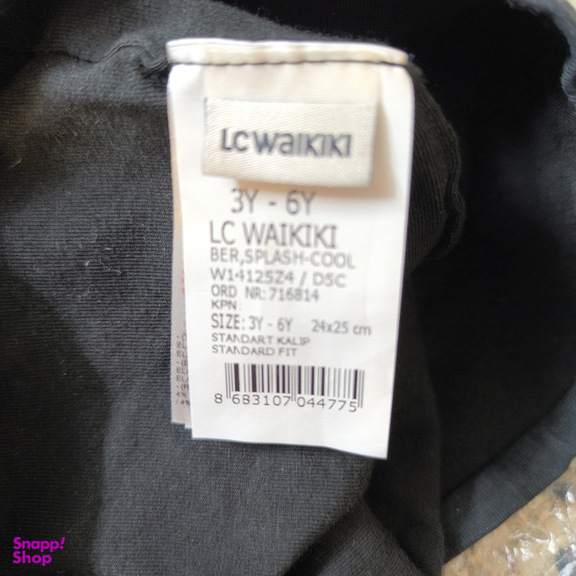 LC WAIKIKI
3Y - 6Y
LC WAIKIKI
BER,SPLASH-COOL
W14125Z4 / D5C
ORD NR: 716814
KPN:
SIZE: 3Y - 6Y 24x25 cm
STANDART KALIP
STANDARD FIT
8 683107 044775
Snapp!
Shop